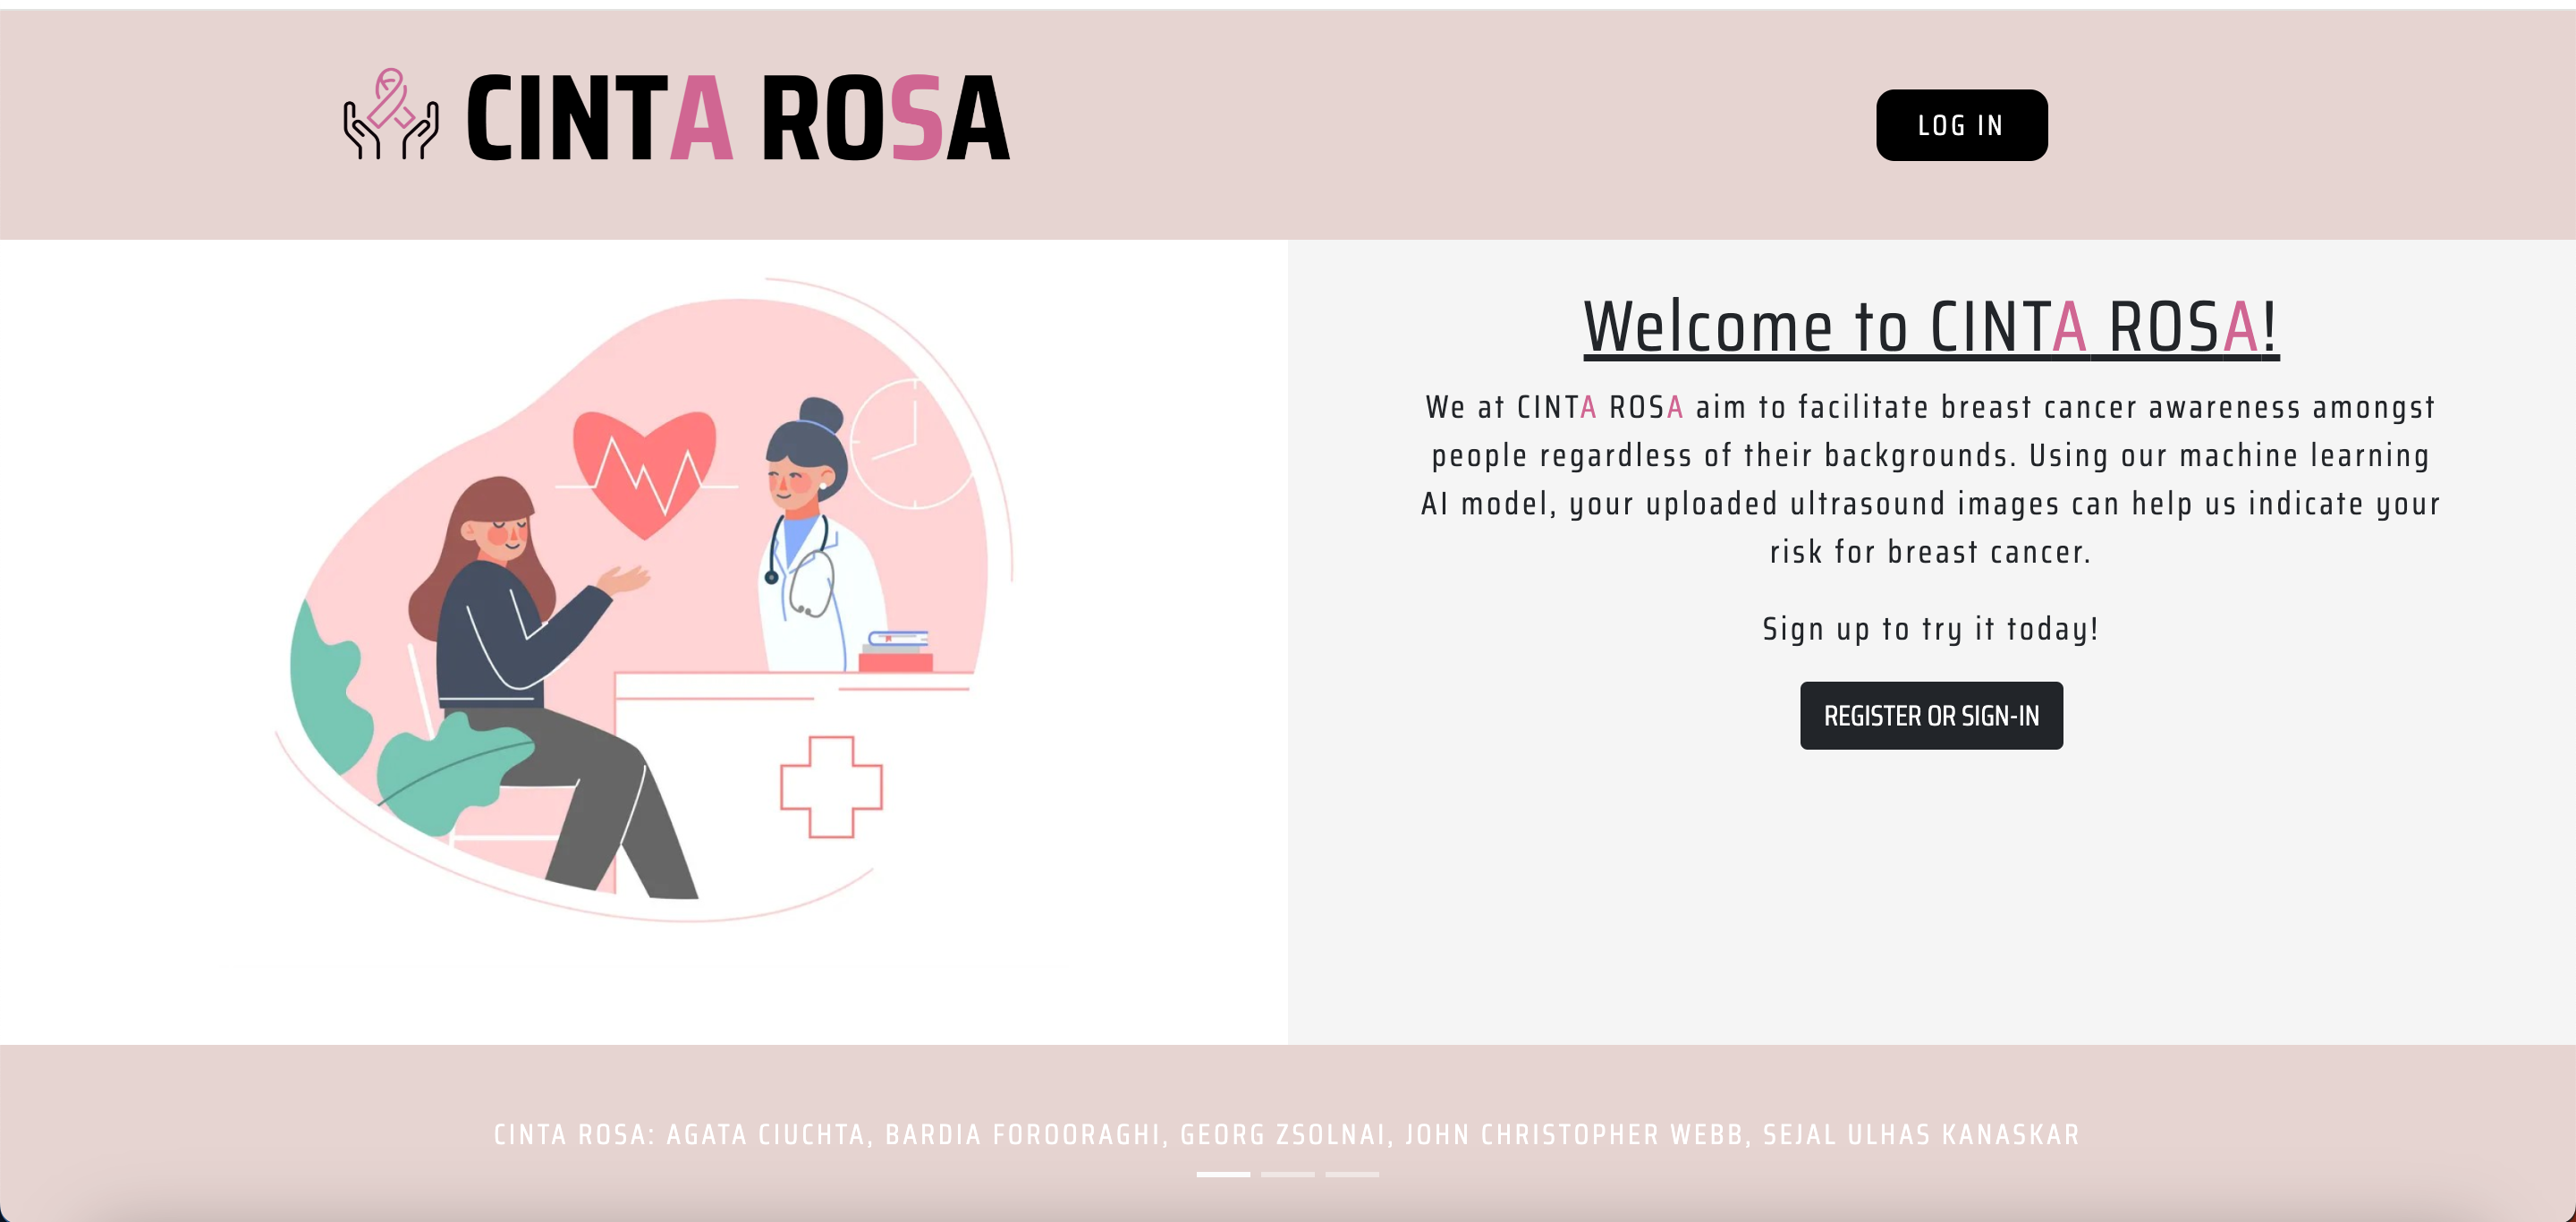 CINTA ROSA
LOG IN
Welcome to CINTA ROSA!
We at CINTA ROSA aim to facilitate breast cancer awareness amongst
people regardless of their backgrounds. Using our machine learning
AI model, your uploaded ultrasound images can help us indicate your
risk for breast cancer.
Sign up to try it today!
REGISTER OR SIGN-IN
CINTA ROSA: AGATA CIUCHTA, BARDIA FOROORAGHI, GEORG ZSOLNAI, JOHN CHRISTOPHER WEBB, SEJAL ULHAS KANASKAR